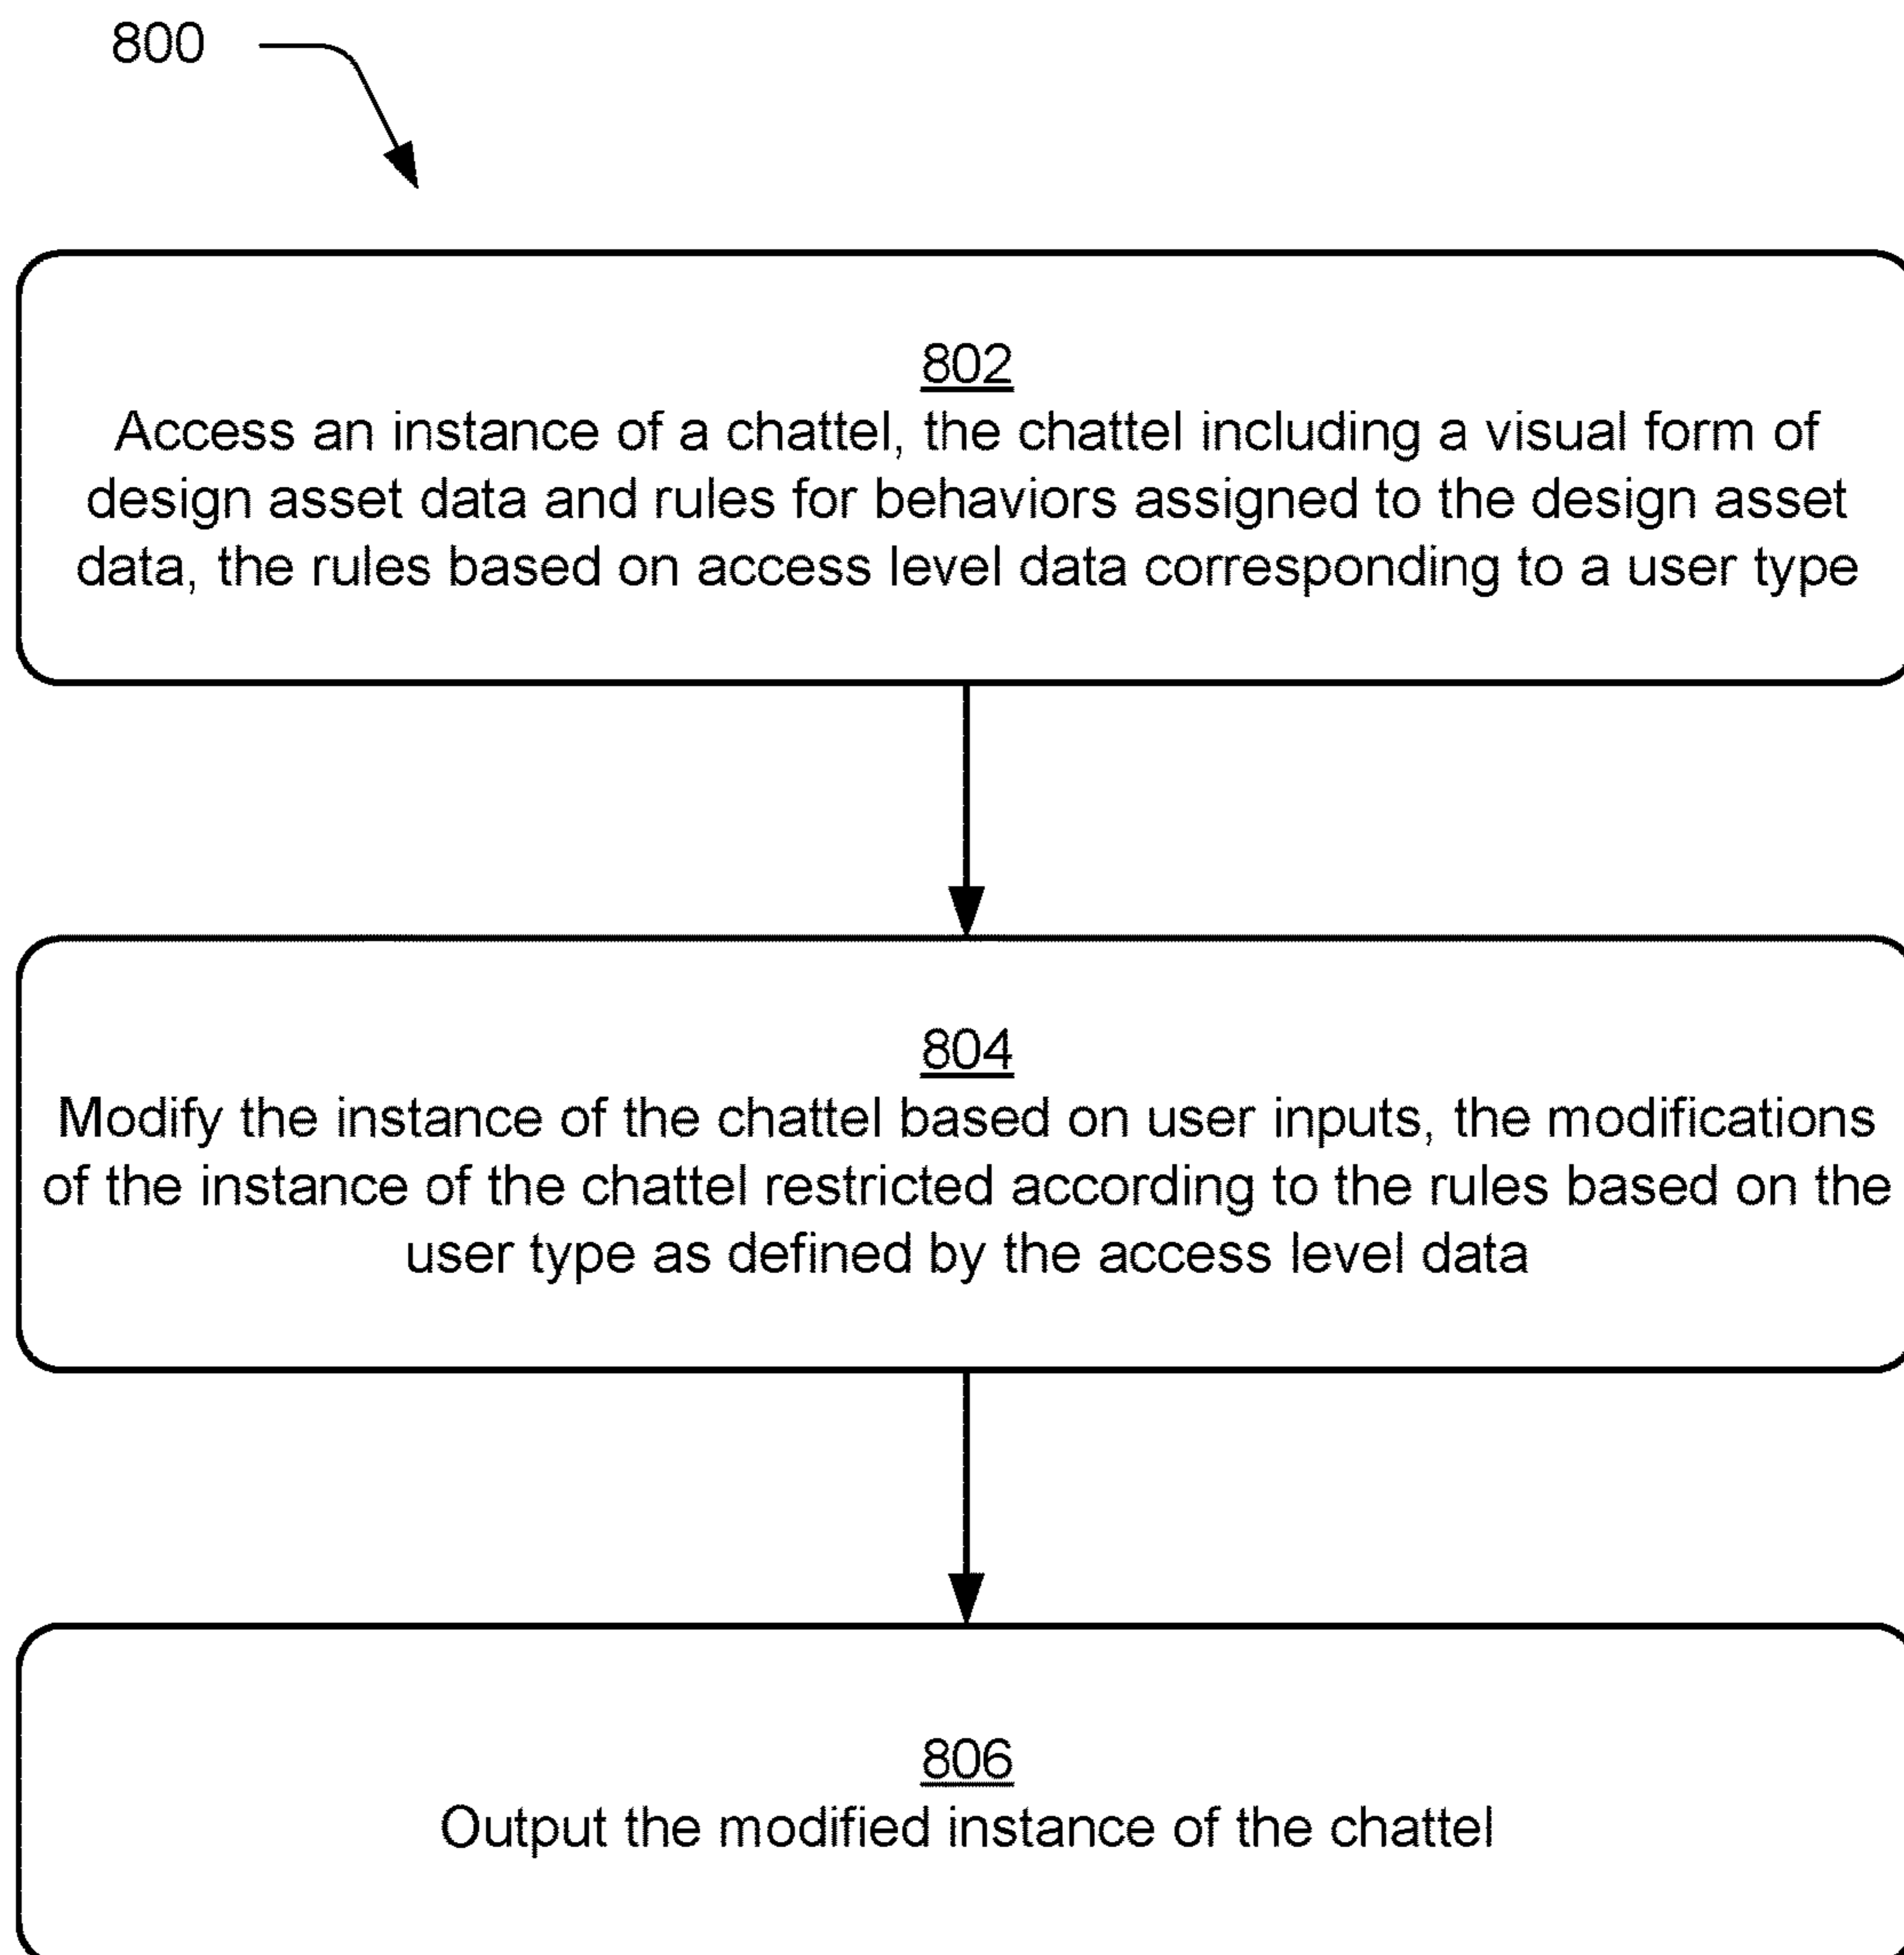 800
802
Access an instance of a chattel, the chattel including a visual form of
design asset data and rules for behaviors assigned to the design asset
data, the rules based on access level data corresponding to a user type
804
Modify the instance of the chattel based on user inputs, the modifications
of the instance of the chattel restricted according to the rules based on the
user type as defined by the access level data
806
Output the modified instance of the chattel